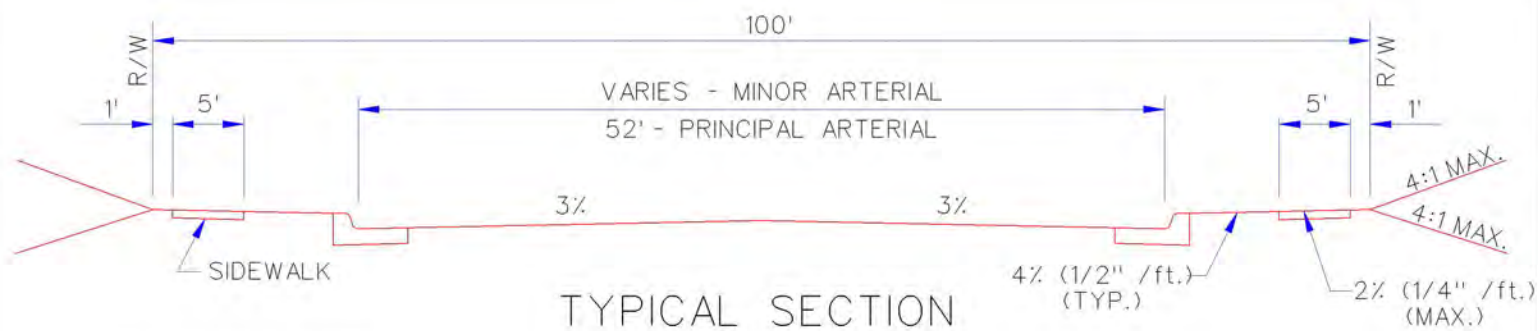 100'
R/W
R/W
VARIES - MINOR ARTERIAL
1'
5'
5'
1'
52' - PRINCIPAL ARTERIAL
4:1 MAX.
3%
3%
4:1 MAX.
SIDEWALK
4% (1/2" /ft.)
(TYP.)
2% (1/4" /ft.)
(MAX.)
TYPICAL SECTION